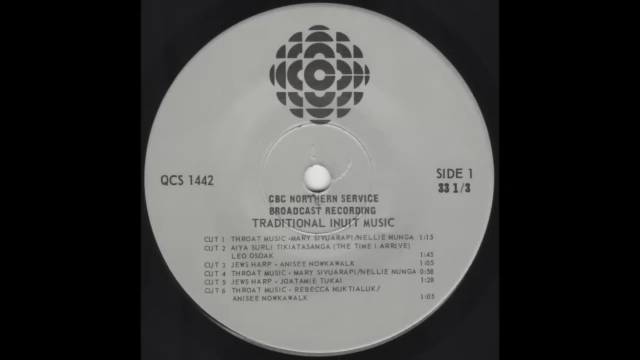 QCS 1442
SIDE 1
33 1/3
CBC NORTHERN SERVICE
BROADCAST RECORDING
TRADITIONAL INUIT MUSIC
CUT 1 THROAT MUSIC -MARY SIVUARAPI/NELLIE NUNGA 1:15
CUT 2 AIYA SURLI TIKIATASANGA (THE TIME I ARRIVE)
LEO OSOAK 1:45
CUT 3 JEWS HARP - ANISEE NOWKAWALK 1:05
CUT 4 THROAT MUSIC - MARY SIVUARAPI/NELLIE NUNGA 0:58
CUT 5 JEWS HARP - JOATAMIE TUKAI 1:28
CUT 6 THROAT MUSIC - REBECCA NUKTIALUK/
ANISEE NOWKAWALK 1:05